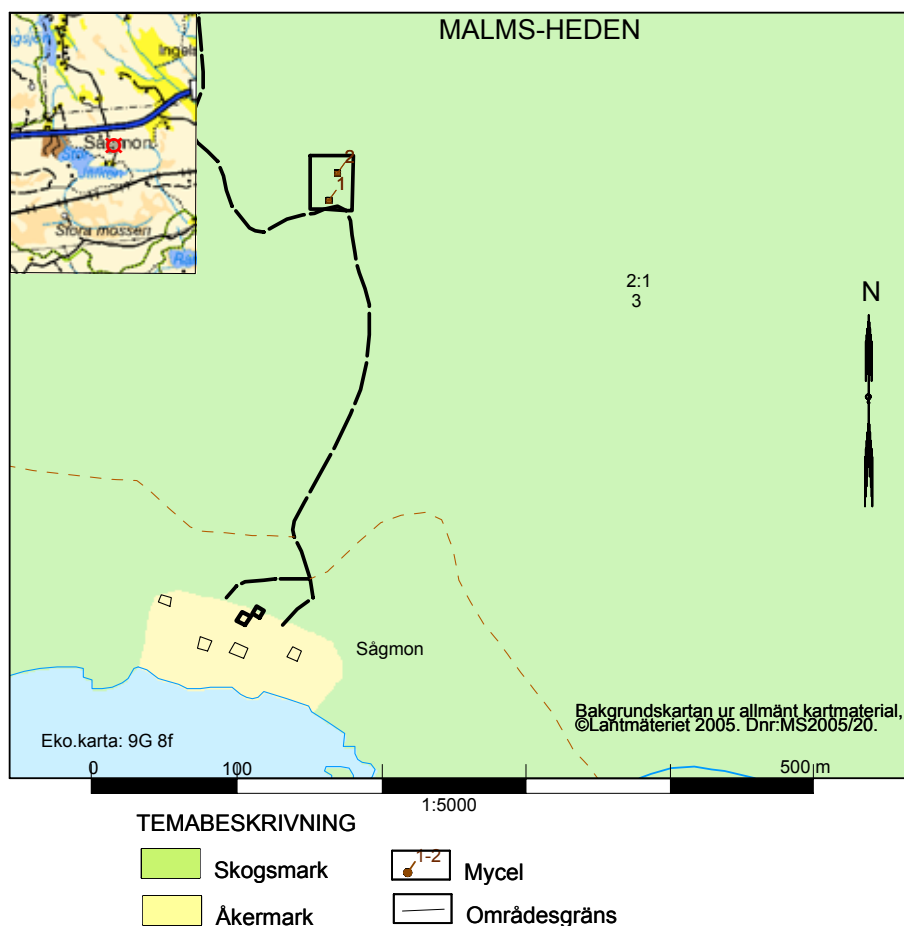 MALMS-HEDEN
Ingels
Sågmon
Stora mossen
2
1
2:1
3
N
Sågmon
Bakgrundskartan ur allmänt kartmaterial,
©Lantmäteriet 2005. Dnr:MS2005/20.
Eko.karta: 9G 8f
0 100 500 m
1:5000
TEMABESKRIVNING
Skogsmark
1-2
Mycel
Åkermark
Områdesgräns